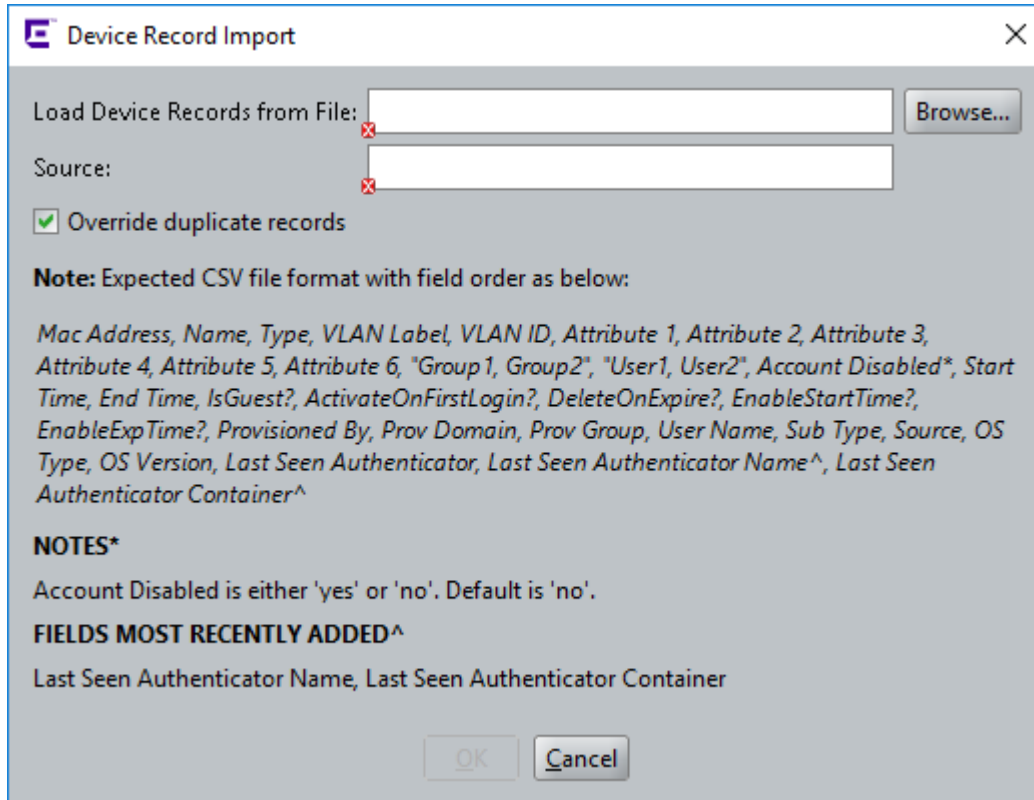 Device Record Import
Load Device Records from File:
Browse...
Source:
Override duplicate records
Note: Expected CSV file format with field order as below:
Mac Address, Name, Type, VLAN Label, VLAN ID, Attribute 1, Attribute 2, Attribute 3,
Attribute 4, Attribute 5, Attribute 6, "Group1, Group2", "User1, User2", Account Disabled*, Start
Time, End Time, IsGuest?, ActivateOnFirstLogin?, DeleteOnExpire?, EnableStartTime?,
EnableExpTime?, Provisioned By, Prov Domain, Prov Group, User Name, Sub Type, Source, OS
Type, OS Version, Last Seen Authenticator, Last Seen Authenticator Name^, Last Seen
Authenticator Container^
NOTES*
Account Disabled is either 'yes' or 'no'. Default is 'no'.
FIELDS MOST RECENTLY ADDED^
Last Seen Authenticator Name, Last Seen Authenticator Container
OK
Cancel